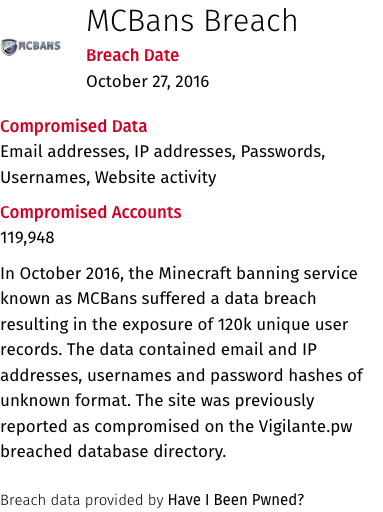 MCBans Breach
MCBANS
Breach Date
October 27, 2016
Compromised Data
Email addresses, IP addresses, Passwords,
Usernames, Website activity
Compromised Accounts
119,948
In October 2016, the Minecraft banning service
known as MCBans suffered a data breach
resulting in the exposure of 120k unique user
records. The data contained email and IP
addresses, usernames and password hashes of
unknown format. The site was previously
reported as compromised on the Vigilante.pw
breached database directory.
Breach data provided by Have I Been Pwned?